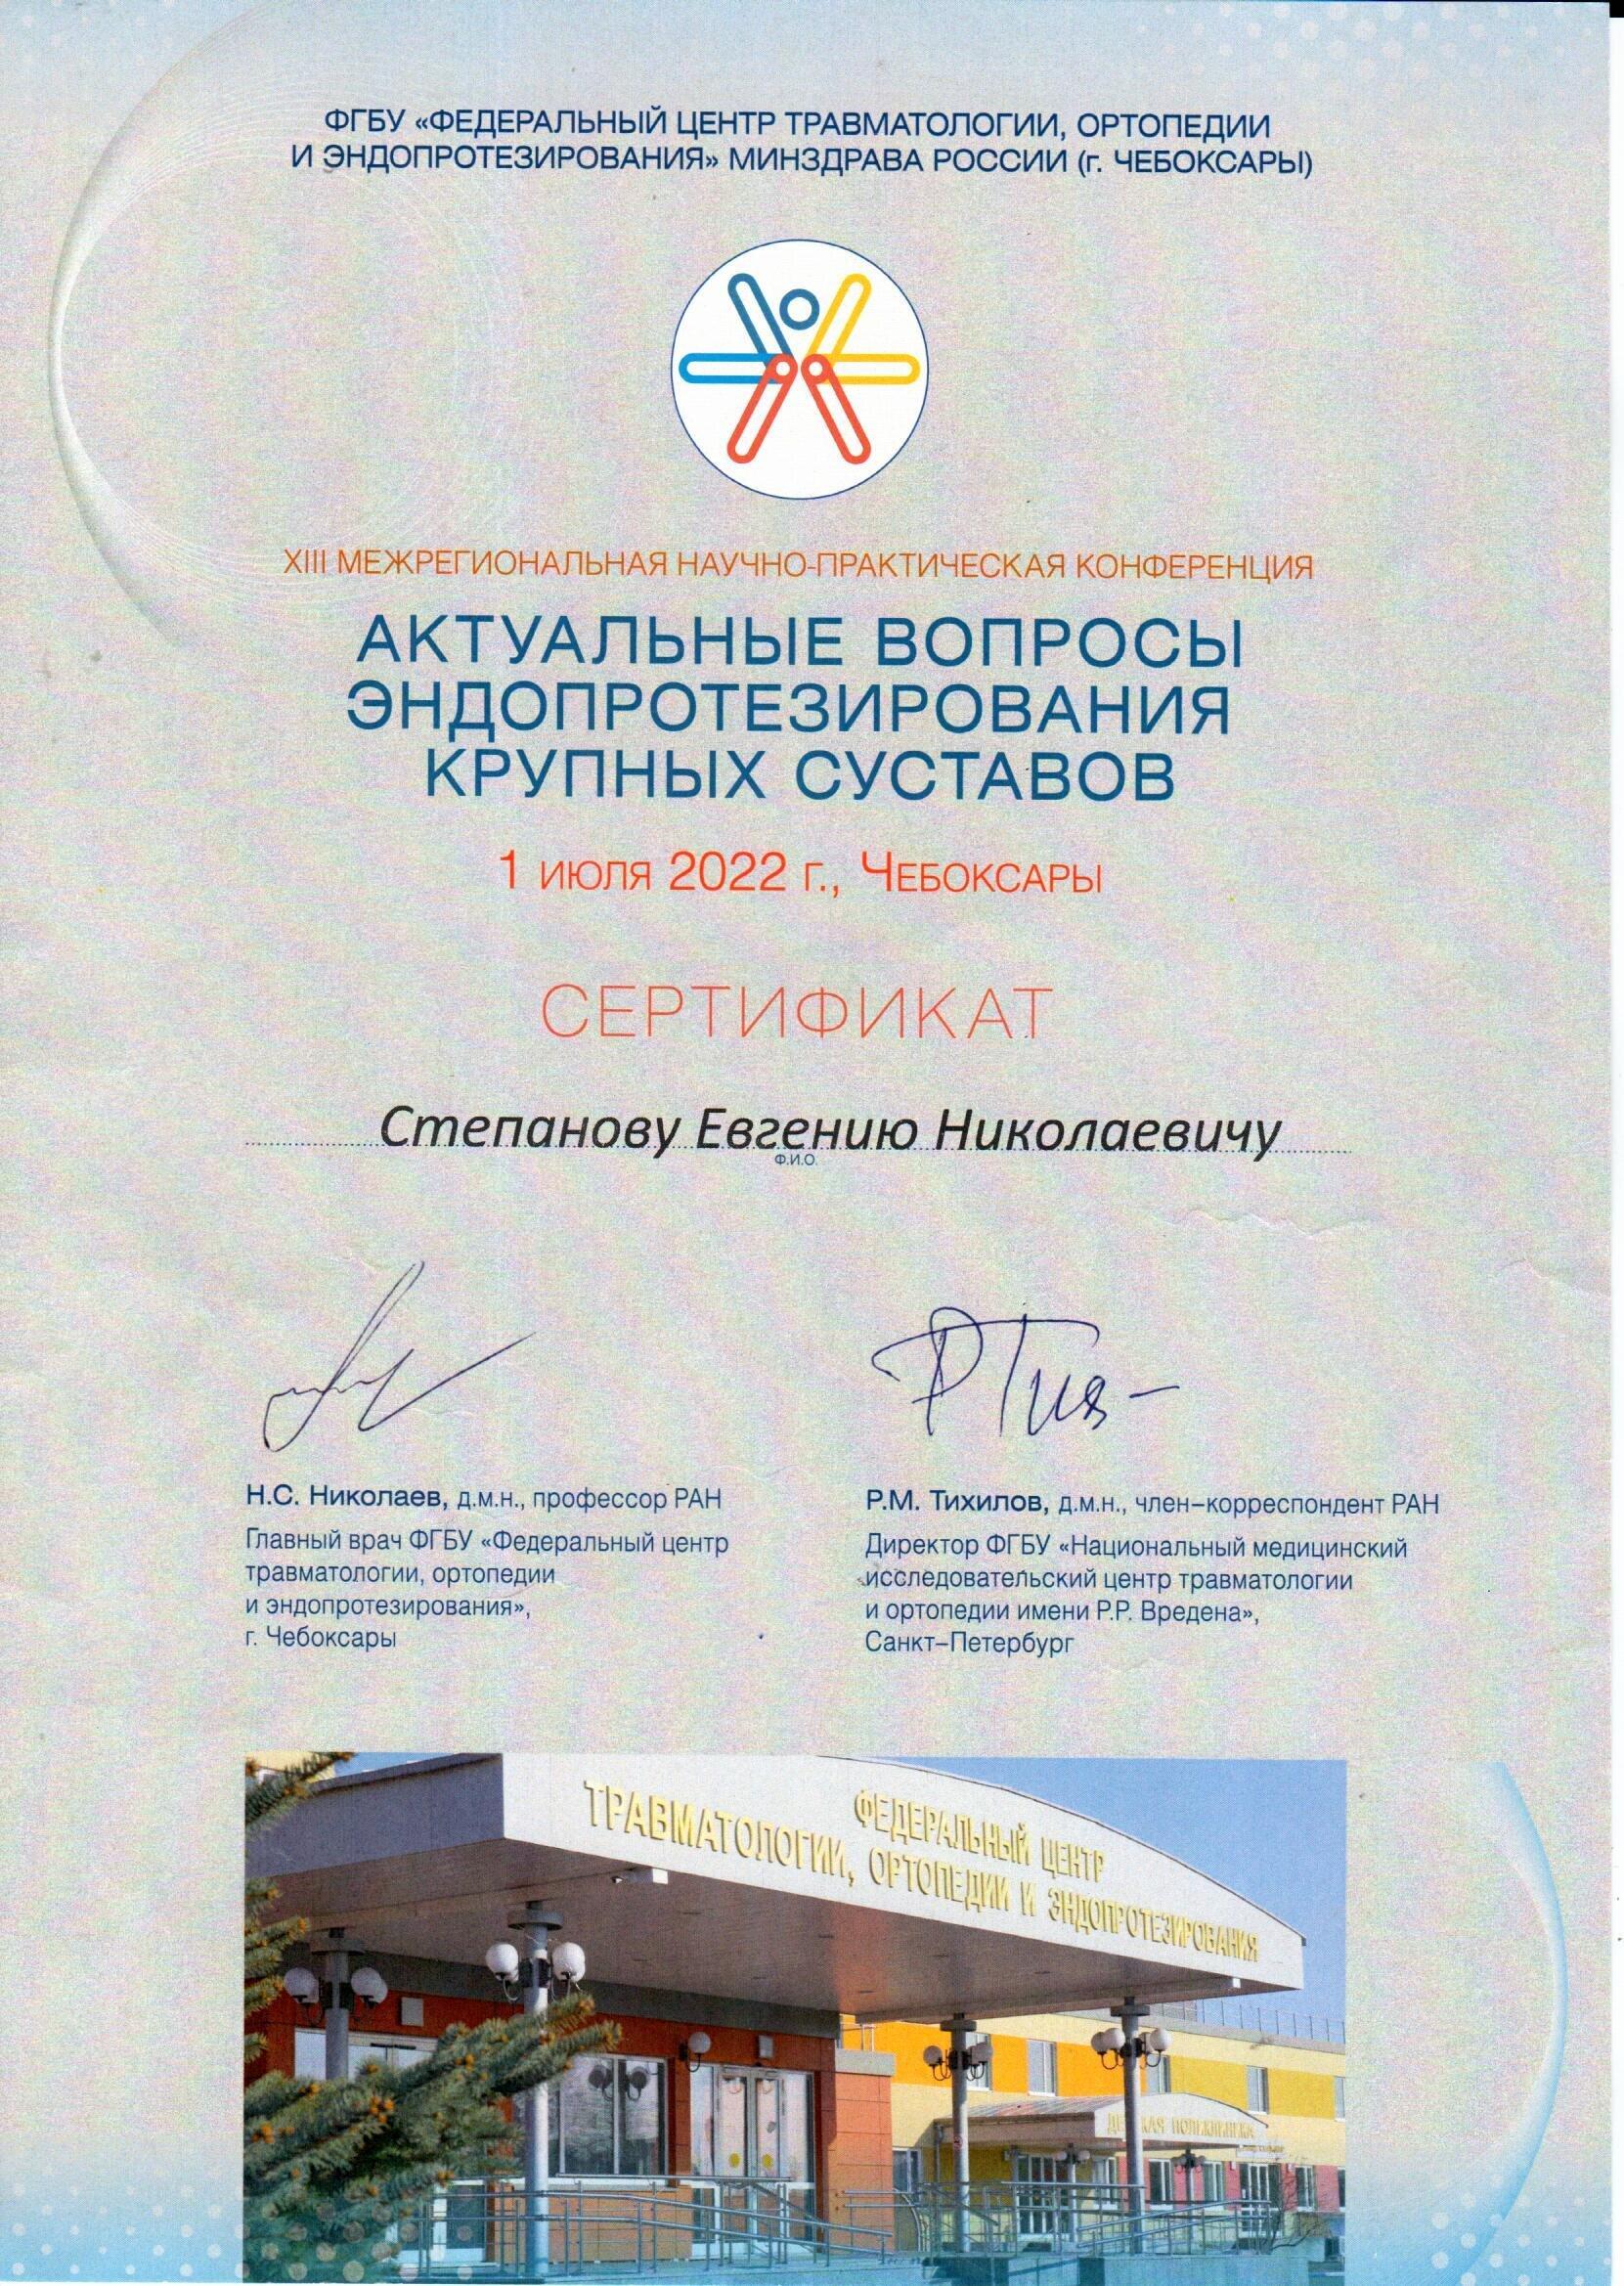 ФГБУ «ФЕДЕРАЛЬНЫЙ ЦЕНТР ТРАВМАТОЛОГИИ, ОРТОПЕДИИ
И ЭНДОПРОТЕЗИРОВАНИЯ» МИНЗДРАВА РОССИИ (г. ЧЕБОКСАРЫ)
XIII МЕЖРЕГИОНАЛЬНАЯ НАУЧНО-ПРАКТИЧЕСКАЯ КОНФЕРЕНЦИЯ
АКТУАЛЬНЫЕ ВОПРОСЫ
ЭНДОПРОТЕЗИРОВАНИЯ
КРУПНЫХ СУСТАВОВ
1 ИЮЛЯ 2022 Г., ЧЕБОКСАРЫ
СЕРТИФИКАТ
Степанову Евгению Николаевичу
Ф.И.О.
Н.С. Николаев, д.м.н., профессор РАН
Главный врач ФГБУ «Федеральный центр
травматологии, ортопедии
и эндопротезирования»,
г. Чебоксары
Р.М. Тихилов, д.м.н., член-корреспондент РАН
Директор ФГБУ «Национальный медицинский
исследовательский центр травматологии
и ортопедии имени Р.Р. Вредена»,
Санкт-Петербург
ФЕДЕРАЛЬНЫЙ ЦЕНТР
ТРАВМАТОЛОГИИ, ОРТОПЕДИИ И ЭНДОПРОТЕЗИРОВАНИЯ
ДЕТСКАЯ ПОЛИКЛИНИКА